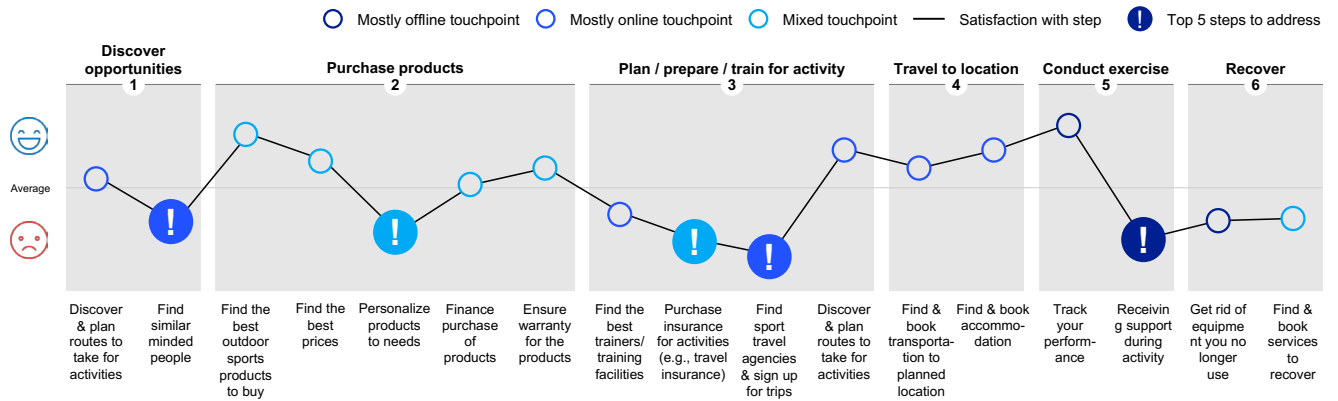 Mostly offline touchpoint
Mostly online touchpoint
Mixed touchpoint
Satisfaction with step
!
Top 5 steps to address
Discover
opportunities
1
Purchase products
2
Plan / prepare / train for activity
3
Travel to location
4
Conduct exercise
5
Recover
6
Average
!
!
!
!
!
Discover
& plan
routes to
take for
activities
Find
similar
minded
people
Find the
best
outdoor
sports
products
to buy
Find the
best
prices
Personalize
products
to needs
Finance
purchase
of
products
Ensure
warranty
for the
products
Find the
best
trainers/
training
facilities
Purchase
insurance
for activities
(e.g., travel
insurance)
Find
sport
travel
agencies
& sign up
for trips
Discover
& plan
routes to
take for
activities
Find &
book
transporta-
tion to
planned
location
Find & book
accommo-
dation
Track
your
perform-
ance
Receivin
g support
during
activity
Get rid of
equipme
nt you no
longer
use
Find &
book
services
to
recover